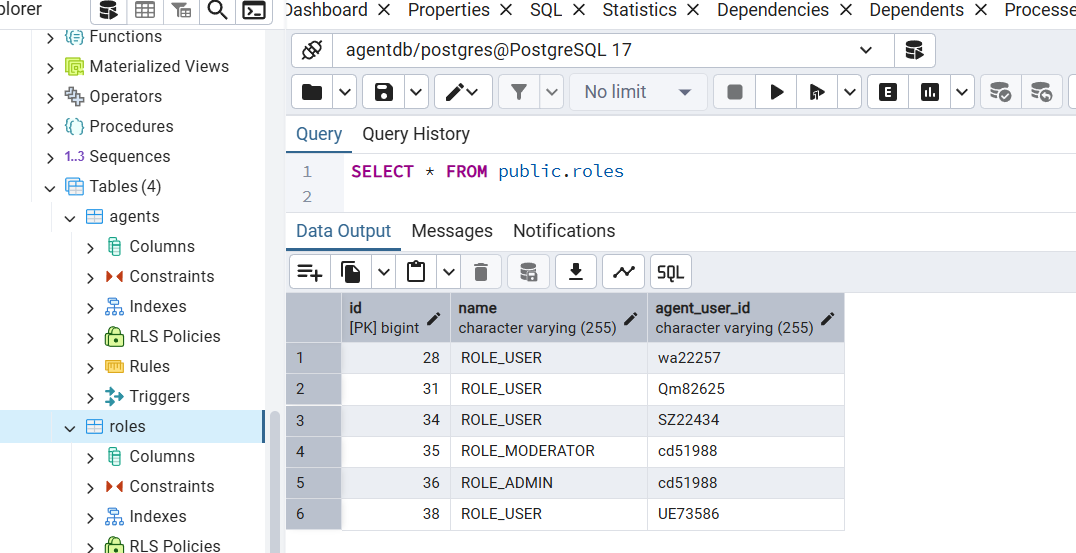 plorer
Dashboard
Properties
SQL
Statistics
Dependencies
Dependents
Processe
Functions
Materialized Views
Operators
Procedures
1..3 Sequences
Tables (4)
agents
Columns
Constraints
Indexes
RLS Policies
Rules
Triggers
roles
Columns
Constraints
Indexes
RLS Policies
agentdb/postgres@PostgreSQL 17
No limit
E
Query Query History
1 SELECT * FROM public.roles
2
Data Output Messages Notifications
SQL
id name agent_user_id
[PK] bigint character varying (255) character varying (255)
1 28 ROLE_USER wa22257
2 31 ROLE_USER Qm82625
3 34 ROLE_USER SZ22434
4 35 ROLE_MODERATOR cd51988
5 36 ROLE_ADMIN cd51988
6 38 ROLE_USER UE73586